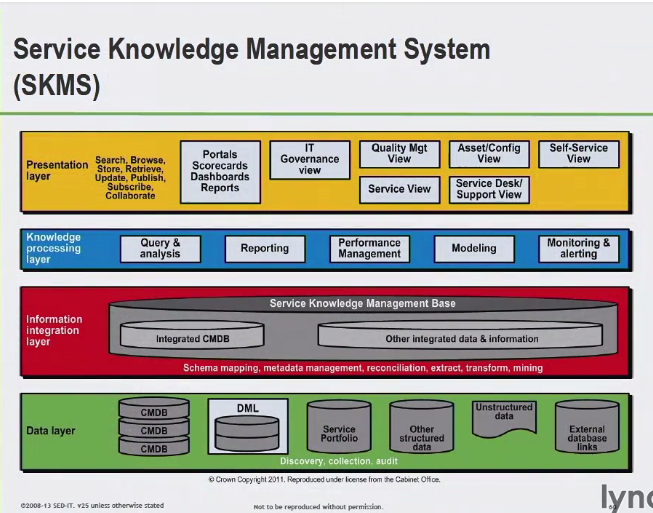 Service Knowledge Management System
(SKMS)
Presentation
layer
Search, Browse,
Store, Retrieve,
Update, Publish,
Subscribe,
Collaborate
Portals
Scorecards
Dashboards
Reports
IT
Governance
view
Quality Mgt
View
Asset/Config
View
Self-Service
View
Service View
Service Desk/
Support View
Knowledge
processing
layer
Query &
analysis
Reporting
Performance
Management
Modeling
Monitoring &
alerting
Information
integration
layer
Service Knowledge Management Base
Integrated CMDB
Other integrated data & information
Schema mapping, metadata management, reconciliation, extract, transform, mining
Data layer
CMDB
CMDB
CMDB
DML
Service
Portfolio
Other
structured
data
Unstructured
data
External
database
links
Discovery, collection, audit
© Crown Copyright 2011. Reproduced under license from the Cabinet Office.
©2008-13 SED-IT. V25 unless otherwise stated
Not to be reproduced without permission.